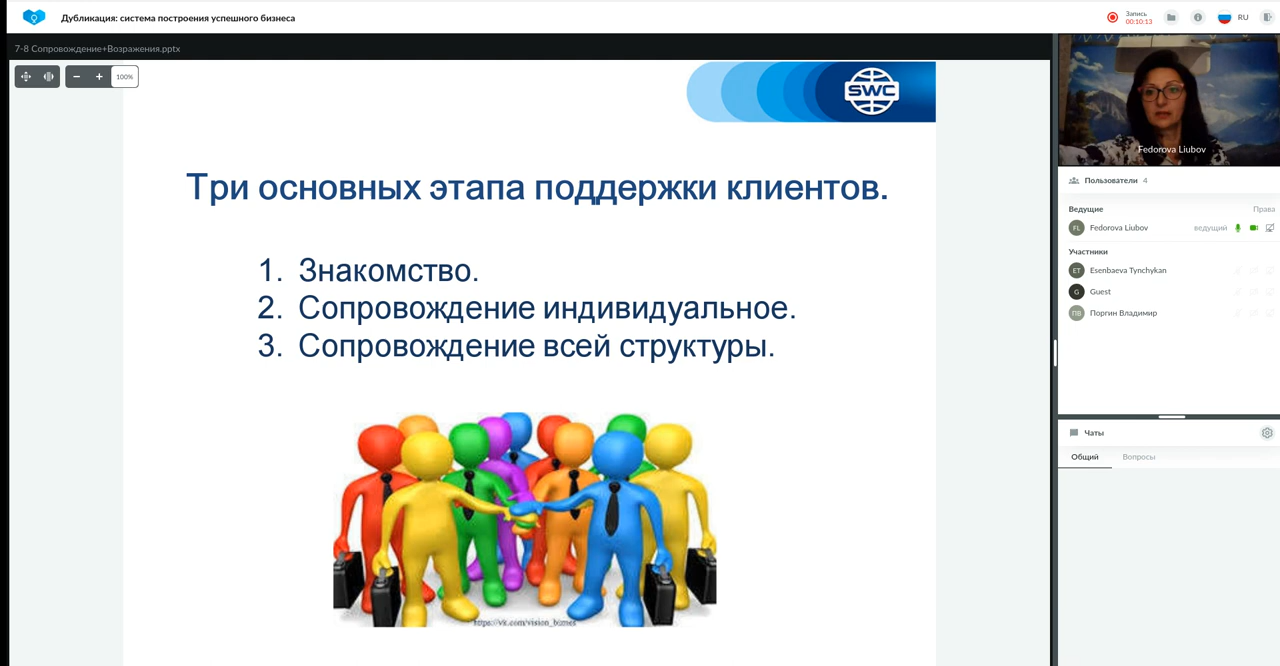 Дубликация: система построения успешного бизнеса
Запись
00:10:13
RU
7-8 Сопровождение+Возражения.pptx
100%
SWC
Fedorova Liubov
Три основных этапа поддержки клиентов.
1. Знакомство.
2. Сопровождение индивидуальное.
3. Сопровождение всей структуры.
https://vk.com/vision_biznes
Пользователи 4
Ведущие Права
FL Fedorova Liubov ведущий
Участники
ET Esenbaeva Tynchykan
G Guest
ПВ Поргин Владимир
Чаты
Общий Вопросы